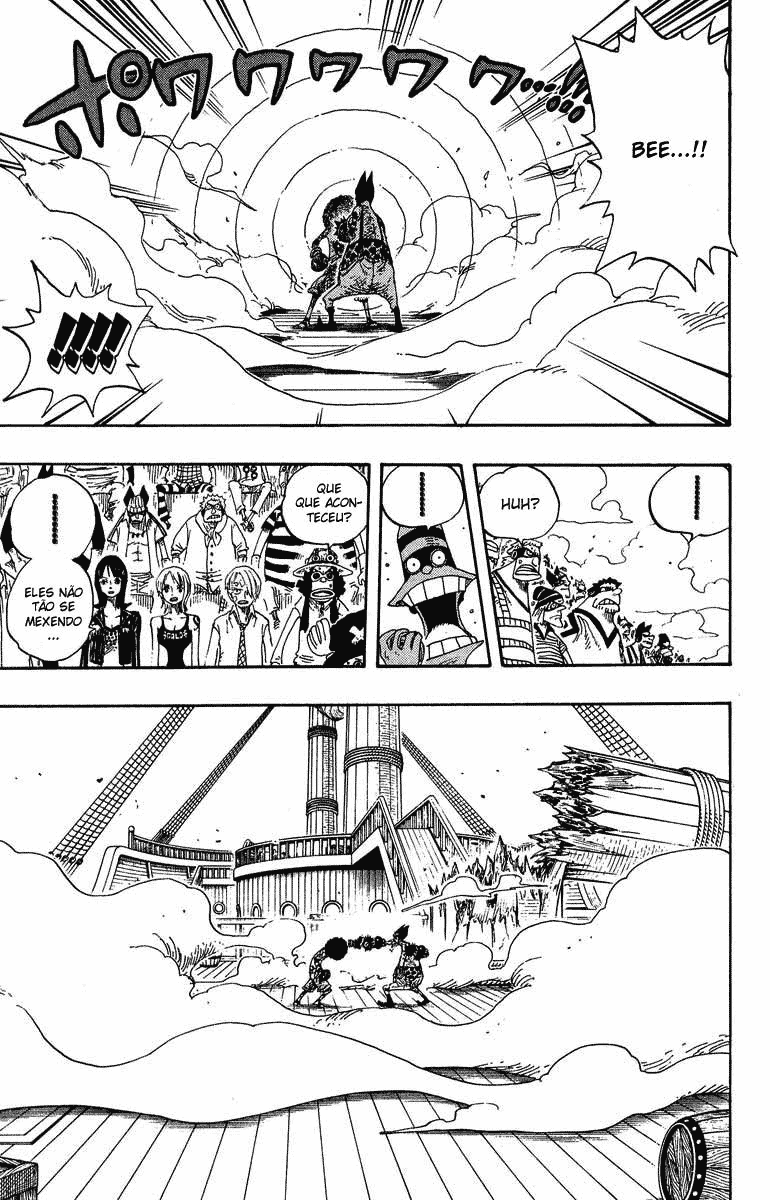 BEE...!!
ポワワワワワ...!!
!!!!
.........
HUH?
.........
QUE
QUE ACON-
TECEU?
.........
ELES NÃO
TÃO SE
MEXENDO
...